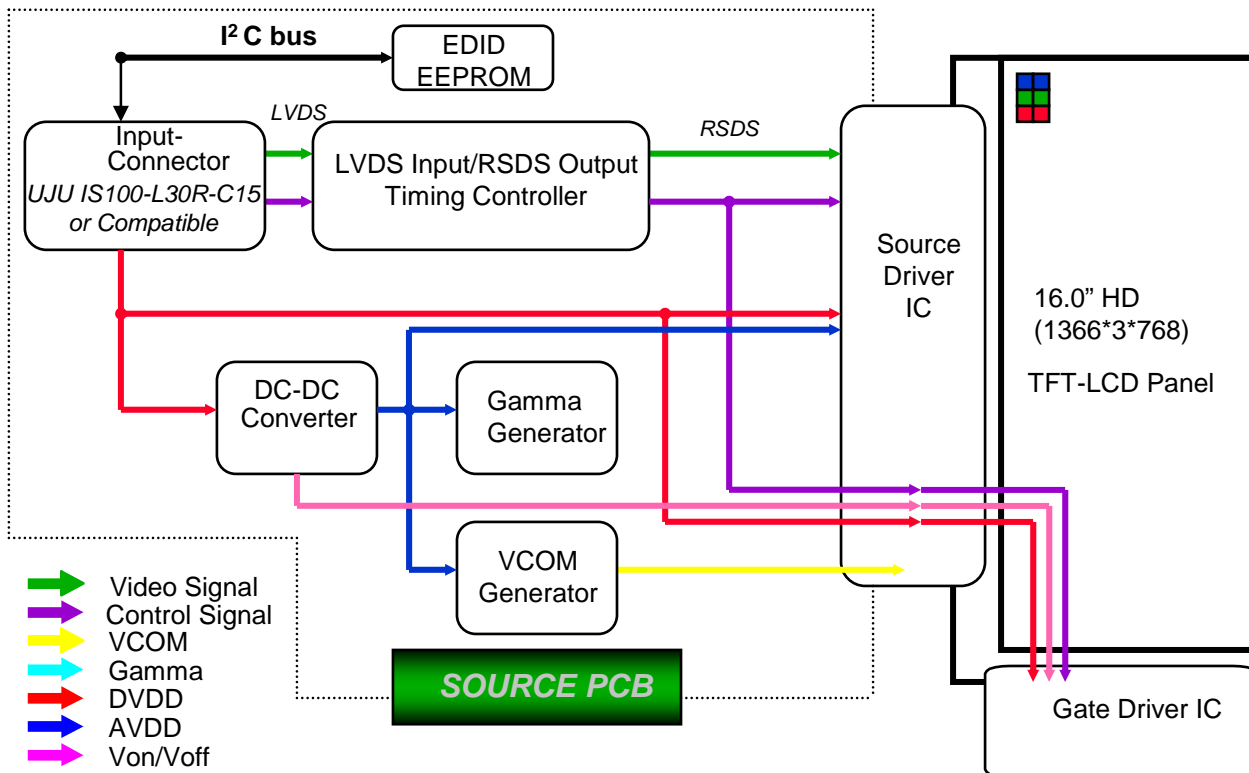 I² C bus
EDID
EEPROM
LVDS
RSDS
Input-
Connector
UJU IS100-L30R-C15
or Compatible
LVDS Input/RSDS Output
Timing Controller
Source
Driver
IC
16.0” HD
(1366*3*768)
TFT-LCD Panel
DC-DC
Converter
Gamma
Generator
VCOM
Generator
Video Signal
Control Signal
VCOM
Gamma
DVDD
AVDD
Von/Voff
SOURCE PCB
Gate Driver IC